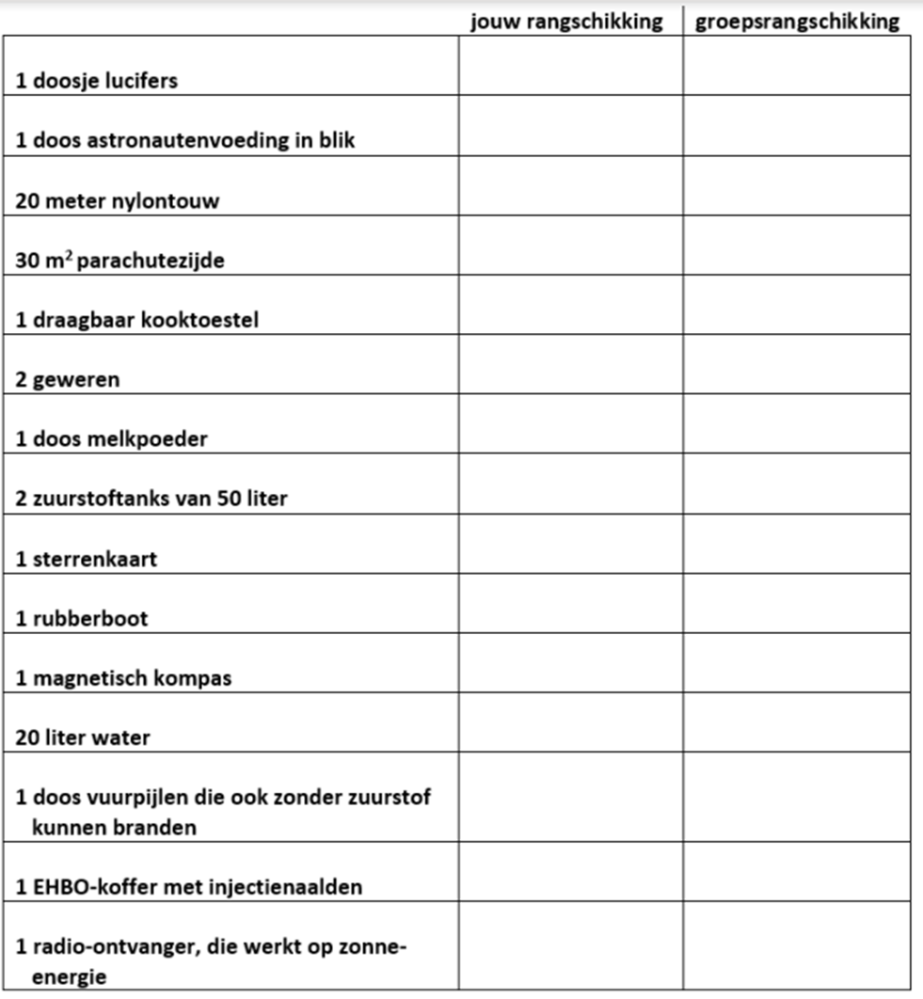 jouw rangschikking groepsrangschikking
1 doosje lucifers
1 doos astronautenvoeding in blik
20 meter nylontouw
30 m² parachutezijde
1 draagbaar kooktoestel
2 geweren
1 doos melkpoeder
2 zuurstoftanks van 50 liter
1 sterrenkaart
1 rubberboot
1 magnetisch kompas
20 liter water
1 doos vuurpijlen die ook zonder zuurstof
kunnen branden
1 EHBO-koffer met injectienaalden
1 radio-ontvanger, die werkt op zonne-
energie